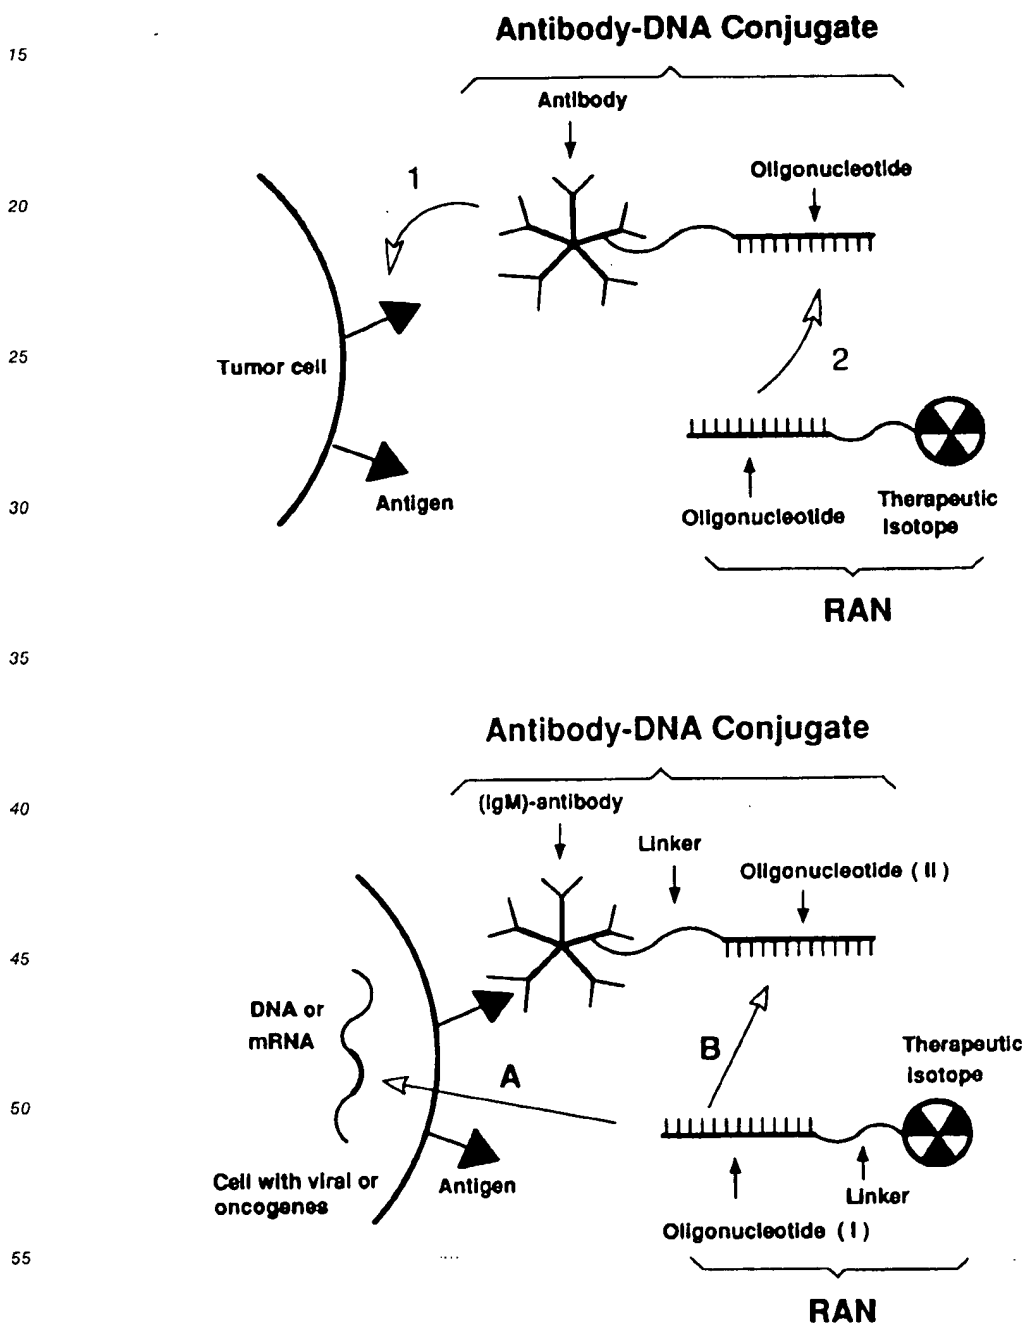 Antibody-DNA Conjugate
15
Antibody
Oligonucleotide
1
20
2
25
Tumor cell
Antigen
30
Therapeutic
Isotope
Oligonucleotide
RAN
35
Antibody-DNA Conjugate
40
(IgM)-antibody
Linker
Oligonucleotide ( II )
45
DNA or
mRNA
B
Therapeutic
Isotope
A
50
Cell with viral or
oncogenes
Antigen
Linker
Oligonucleotide ( I )
55
RAN